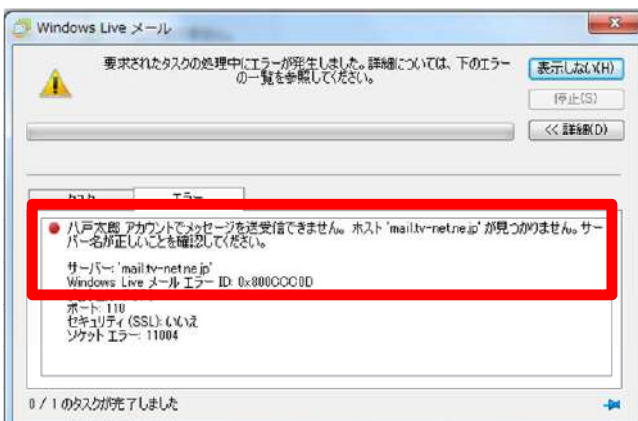 Windows Live メール
要求されたタスクの処理中にエラーが発生しました。詳細については、下のエラー
の一覧を参照してください。
表示しない(H)
停止(S)
<< 詳細(D)
タスク
エラー
八戸太郎 アカウントでメッセージを送受信できません。ホスト 'mail.tv-net.ne.jp' が見つかりません。サー
バー名が正しいことを確認してください。
サーバー: 'mail.tv-net.ne.jp'
Windows Live メール エラー ID: 0x800CCC0D
ポート: 110
セキュリティ (SSL): いいえ
ソケット エラー: 11004
0 / 1 のタスクが完了しました